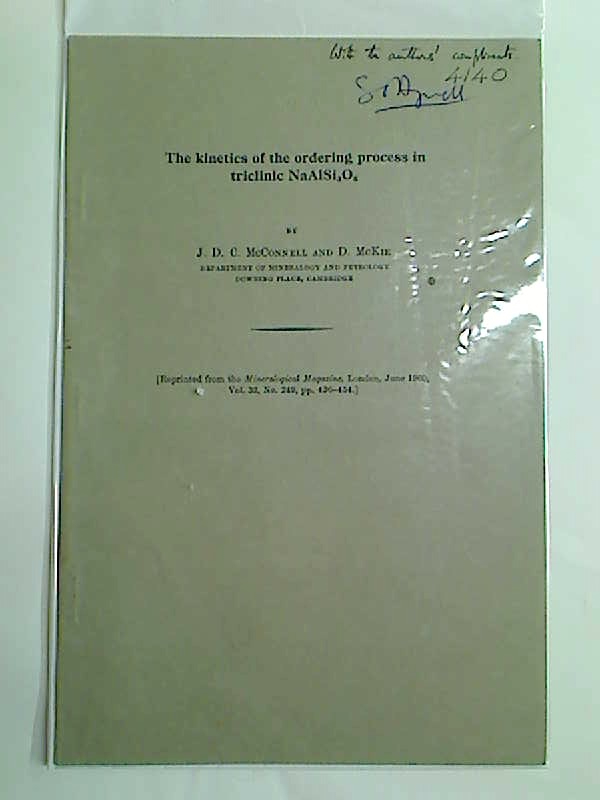 With the authors' compliments
4140
The kinetics of the ordering process in
triclinic NaAlSi₃O₈
BY
J. D. C. McCONNELL AND D. McKIE
DEPARTMENT OF MINERALOGY AND PETROLOGY
DOWNING PLACE, CAMBRIDGE
[Reprinted from the Mineralogical Magazine, London, June 1960,
Vol. 32, No. 249, pp. 436–454.]